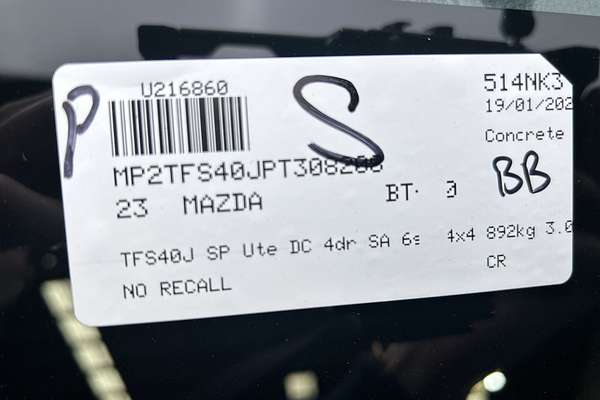 U216860
514NK3
19/01/202
P
S
MP2TFS40JPT308
Concrete
23 MAZDA
BT·
BB
TFS40J SP Ute DC 4dr SA 6s 4x4 892kg 3.0
CR
NO RECALL